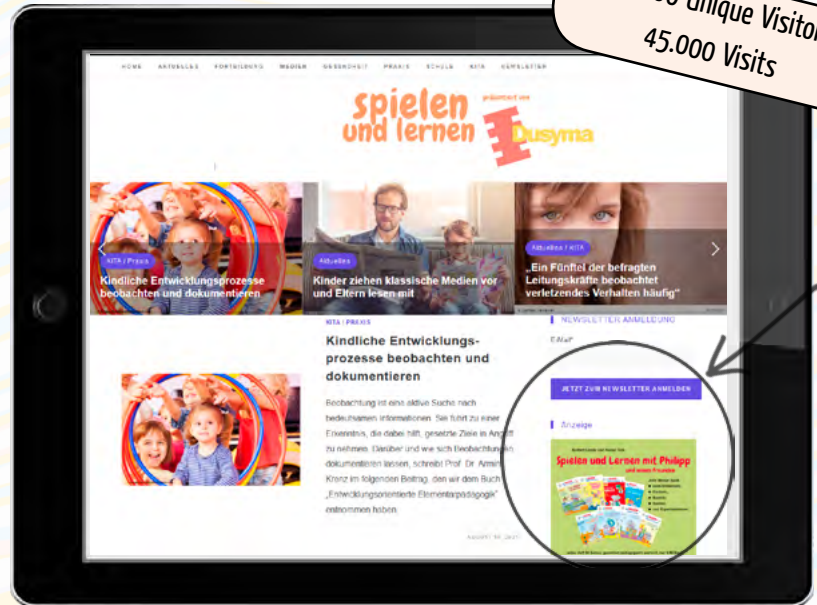 Unique Visitor
45.000 Visits
HOME AKTUELLES FORTBILDUNG MEDIEN GESUNDHEIT PRAXIS SCHULE KITA NEWSLETTER
spielen
und lernen
präsentiert von
Dusyma
KITA / Praxis
Kindliche Entwicklungsprozesse
beobachten und dokumentieren
Aktuelles
Kinder ziehen klassische Medien vor
und Eltern lesen mit
Aktuelles / KITA
„Ein Fünftel der befragten
Leitungskräfte beobachtet
verletzendes Verhalten häufig“
KITA / PRAXIS
Kindliche Entwicklungs-
prozesse beobachten und
dokumentieren
Beobachtung ist eine aktive Suche nach
bedeutsamen Informationen. Sie führt zu einer
Erkenntnis, die dabei hilft, gesetzte Ziele in Angriff
zu nehmen. Darüber und wie sich Beobachtungen
dokumentieren lassen, schreibt Prof. Dr. Armin
Krenz im folgenden Beitrag, den wir dem Buch
„Entwicklungsorientierte Elementarpädagogik“
entnommen haben.
NEWSLETTER ANMELDUNG
E-Mail*
JETZT ZUM NEWSLETTER ANMELDEN
Anzeige
Spielen und Lernen mit Philipp
und seinen Freunden